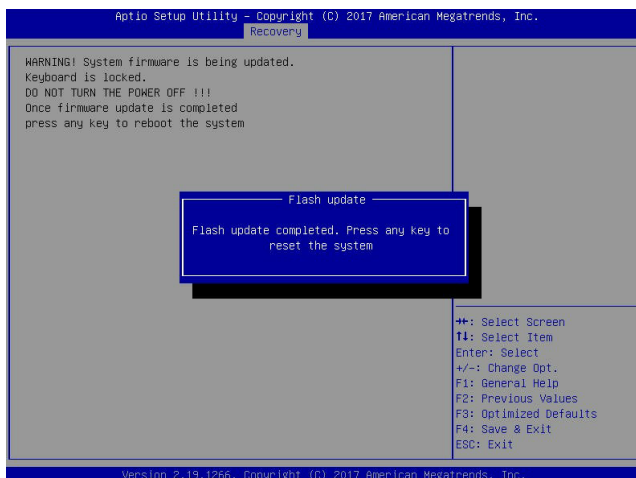 Aptio Setup Utility – Copyright (C) 2017 American Megatrends, Inc.
Recovery
WARNING! System firmware is being updated.
Keyboard is locked.
DO NOT TURN THE POWER OFF !!!
Once firmware update is completed
press any key to reboot the system
Flash update
Flash update completed. Press any key to
reset the system
→←: Select Screen
↑↓: Select Item
Enter: Select
+/-: Change Opt.
F1: General Help
F2: Previous Values
F3: Optimized Defaults
F4: Save & Exit
ESC: Exit
Version 2.19.1266. Copyright (C) 2017 American Megatrends, Inc.